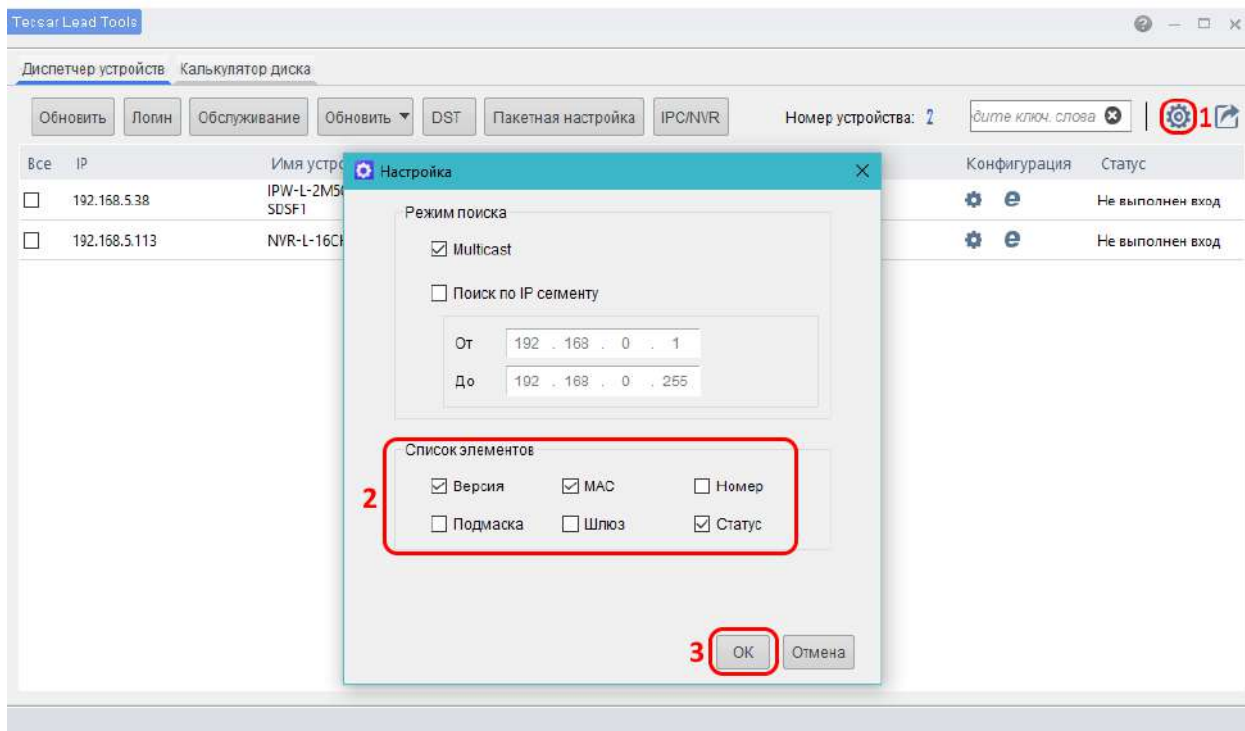 Tessar Lead Tools
Диспетчер устройств Калькулятор диска
Обновить Логин Обслуживание Обновить DST Пакетная настройка IPC/NVR Номер устройства: 2 дите ключ. слова 1
Все IP Имя устро Конфигурация Статус
192.168.5.38 IPW-L-2M50
SDSF1 Не выполнен вход
192.168.5.113 NVR-L-16CH Не выполнен вход
Настройка
Режим поиска
Multicast
Поиск по IP сегменту
От 192 . 168 . 0 . 1
До 192 . 168 . 0 . 255
Список элементов
2
Версия MAC Номер
Подмаска Шлюз Статус
3 OK Отмена